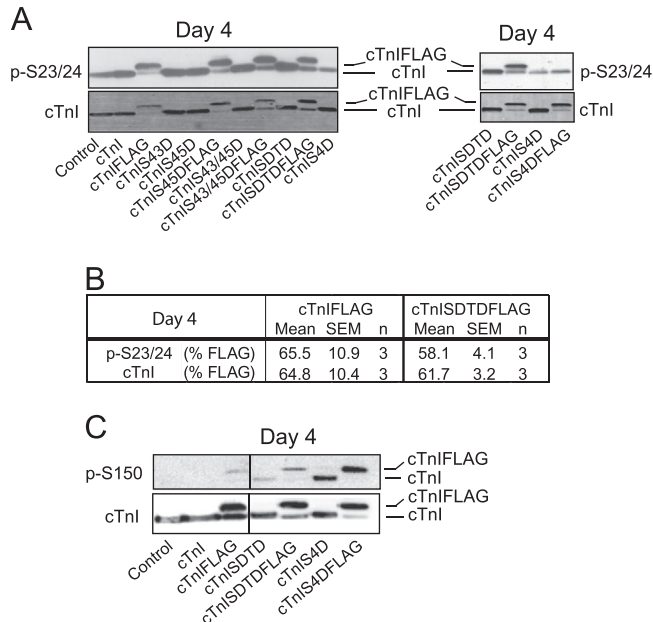 A
Day 4
Day 4
p-S23/24
cTnIFLAG
cTnI
p-S23/24
cTnI
cTnIFLAG
cTnI
cTnI
Control
cTnI
cTnIFLAG
cTnIS43D
cTnIS45D
cTnIS45DFLAG
cTnIS43/45D
cTnIS43/45DFLAG
cTnISDTD
cTnISDTDFLAG
cTnIS4D
cTnISDTD
cTnISDTDFLAG
cTnIS4D
cTnIS4DFLAG
B
Day 4 cTnIFLAG cTnISDTDFLAG
Mean SEM n Mean SEM n
p-S23/24 (% FLAG) 65.5 10.9 3 58.1 4.1 3
cTnI (% FLAG) 64.8 10.4 3 61.7 3.2 3
C
Day 4
p-S150
cTnIFLAG
cTnI
cTnI
cTnIFLAG
cTnI
Control
cTnI
cTnIFLAG
cTnISDTD
cTnISDTDFLAG
cTnIS4D
cTnIS4DFLAG